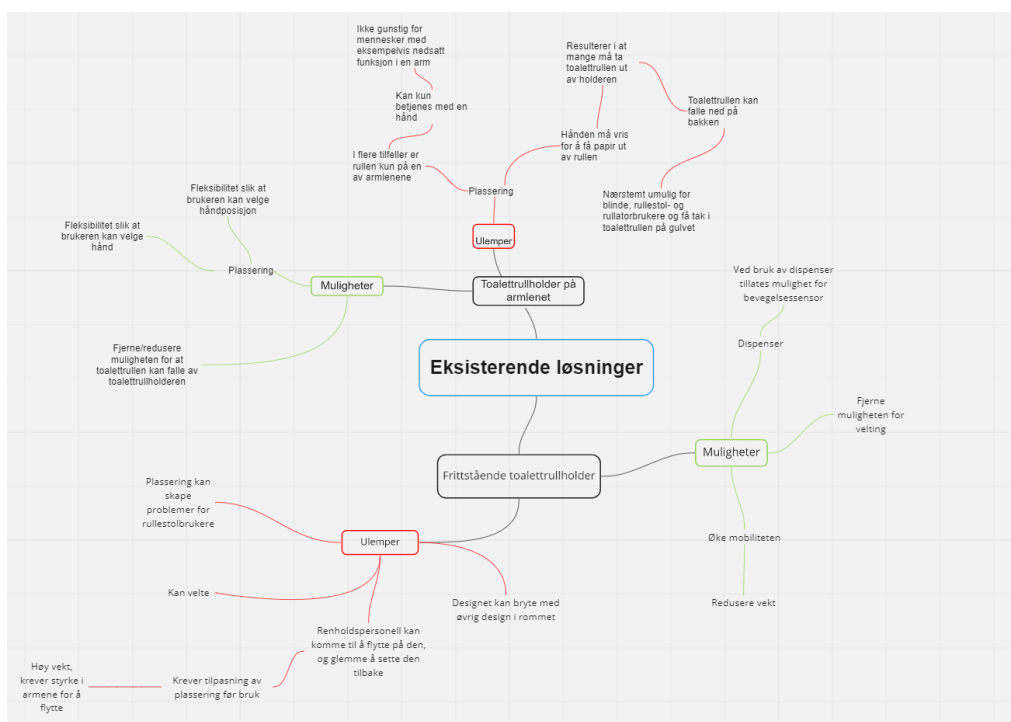 Ikke gunstig for
mennesker med
eksempelvis nedsatt
funksjon i en arm
Kan kun
betjenes med en
hånd
I flere tilfeller er
rullen kun på en
av armlenene
Resulterer i at
mange må ta
toalettrullen ut
av holderen
Toalettrullen kan
falle ned på
bakken
Hånden må vris
for å få papir ut
av rullen
Nærstemt umulig for
blinde, rullestol- og
rullatorbrukere og få tak i
toalettrullen på gulvet
Plassering
Ulemper
Fleksibilitet slik at
brukeren kan velge
håndposisjon
Fleksibilitet slik at
brukeren kan velge
hånd
Plassering
Muligheter
Toalettrullholder på
armlenet
Fjerne/redusere
muligheten for at
toalettrullen kan falle av
toalettrullholderen
Eksisterende løsninger
Ved bruk av dispenser
tillates mulighet for
bevegelsessensor
Dispenser
Fjerne
muligheten for
velting
Muligheter
Frittstående toalettrullholder
Øke mobiliteten
Redusere vekt
Plassering kan
skape
problemer for
rullestolbrukere
Ulemper
Kan velte
Designet kan bryte med
øvrig design i rommet
Renholdspersonell kan
komme til å flytte på den,
og glemme å sette den
tilbake
Krever tilpasning av
plassering før bruk
Høy vekt,
krever styrke i
armene for å
flytte